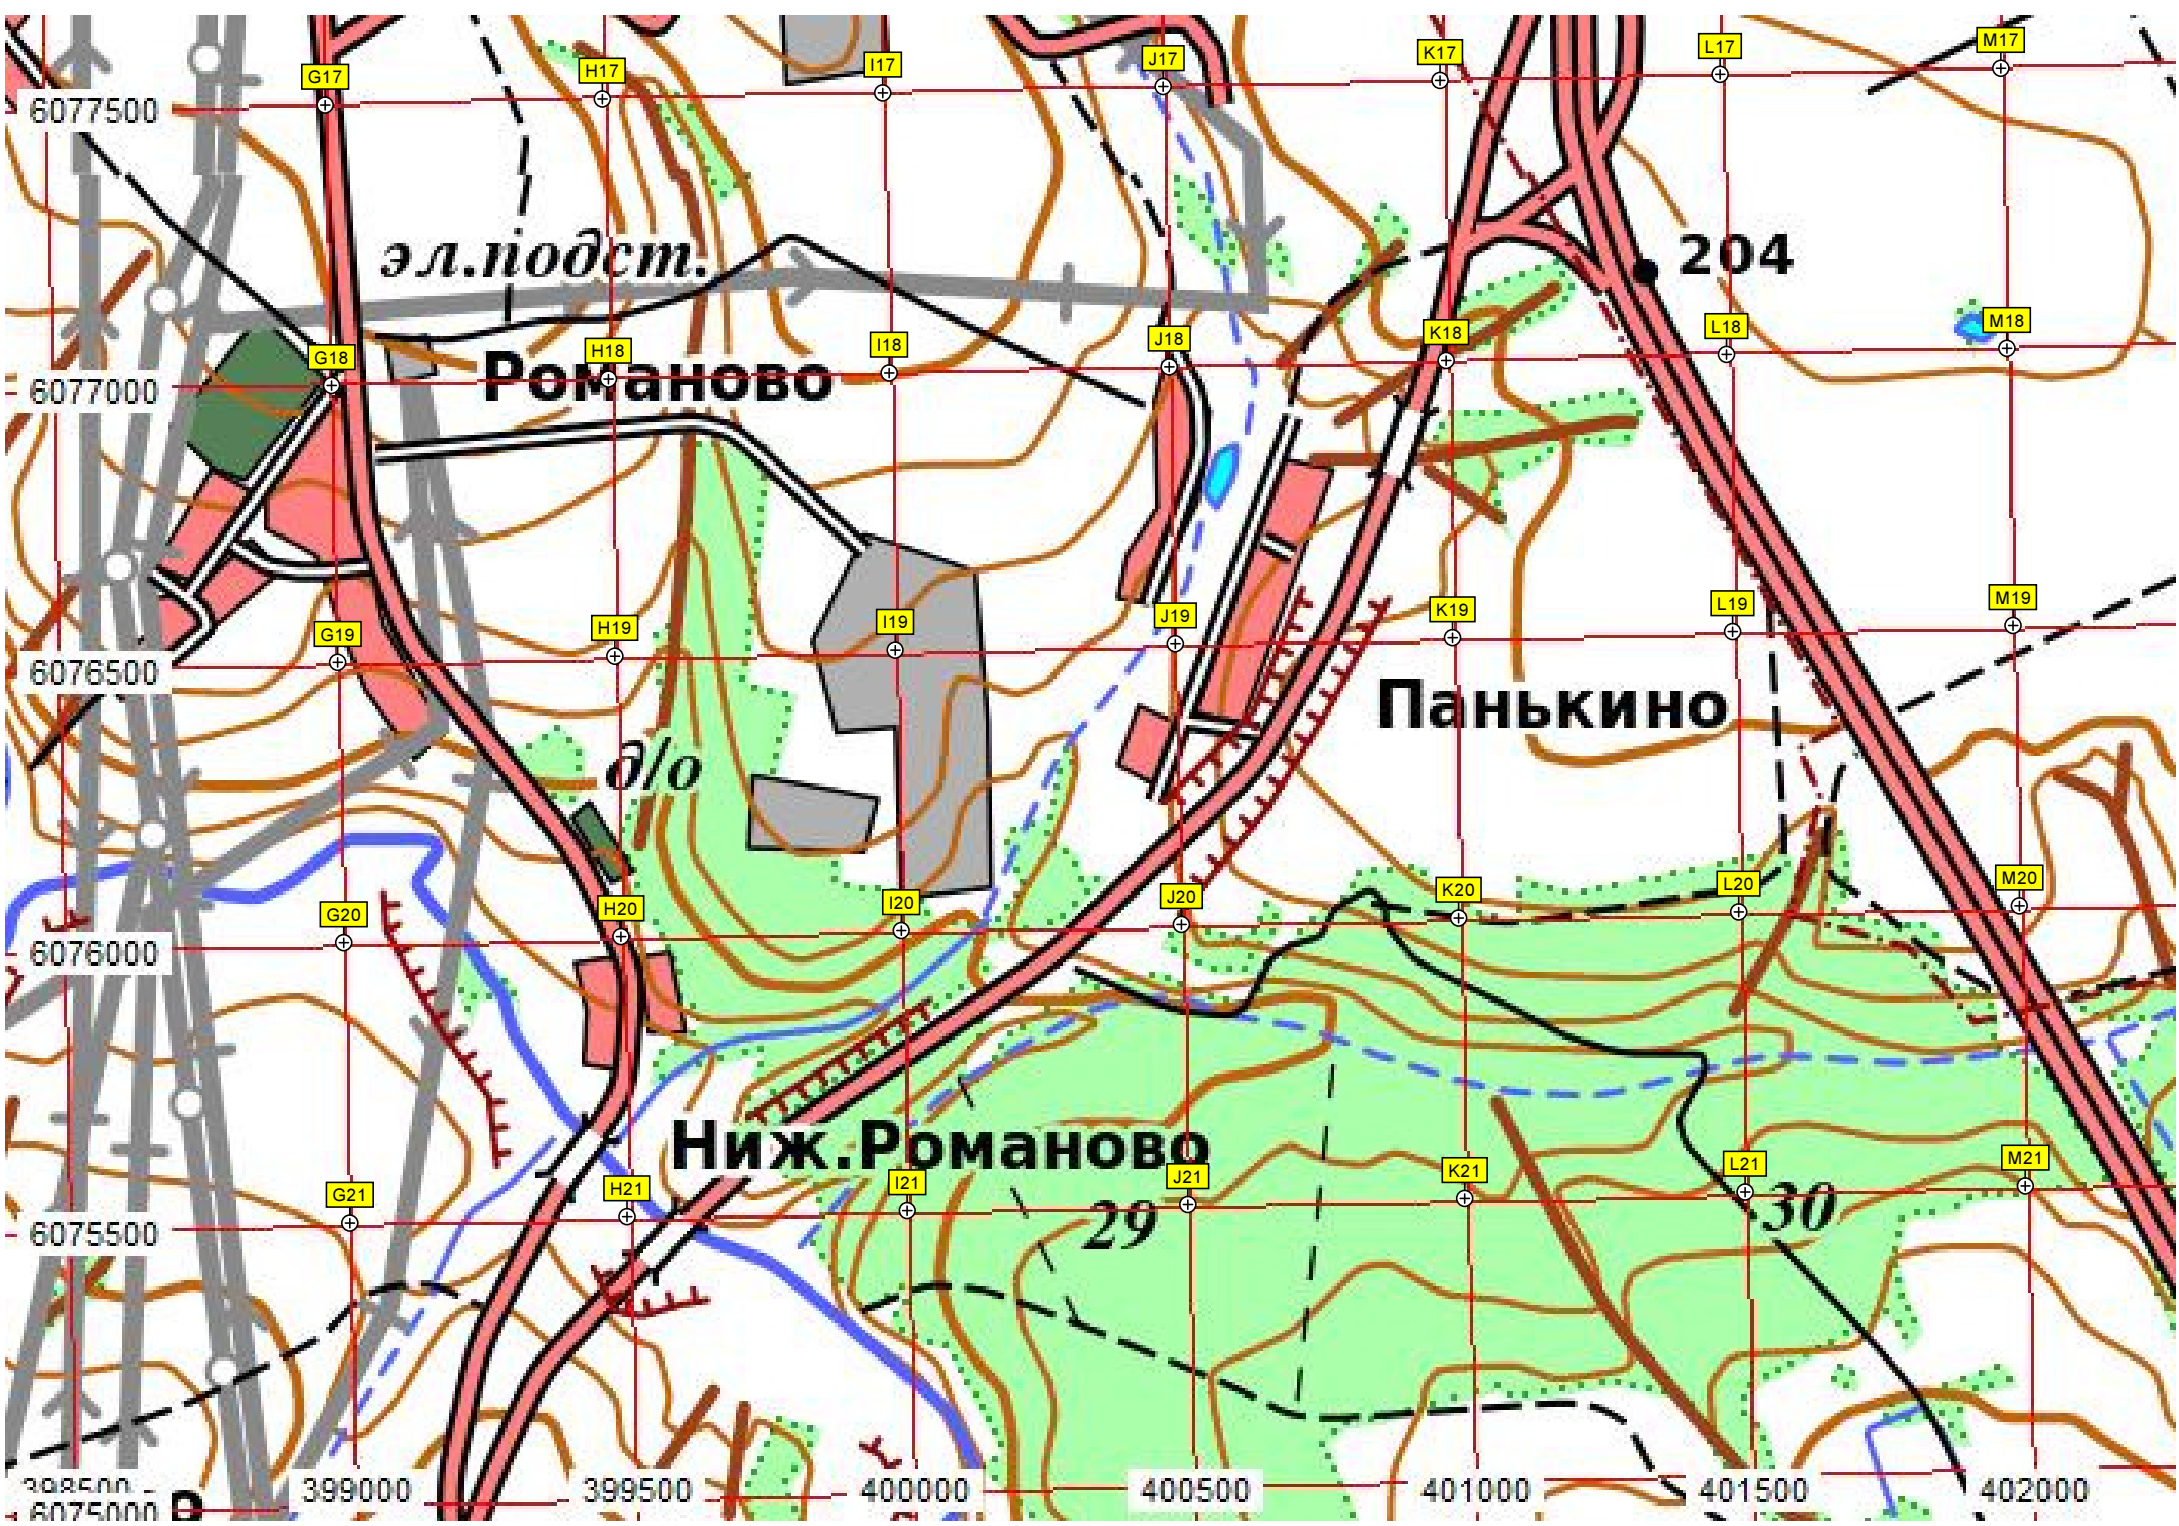 G17 H17 I17 J17 K17 L17 M17
6077500
эл.подст.
204
G18 H18 I18 J18 K18 L18 M18
6077000
Романово
G19 H19 I19 J19 K19 L19 M19
6076500
Панькино
д/о
G20 H20 I20 J20 K20 L20 M20
6076000
Ниж.Романово
G21 H21 I21 J21 K21 L21 M21
6075500
29
30
398500 399000 399500 400000 400500 401000 401500 402000
6075000